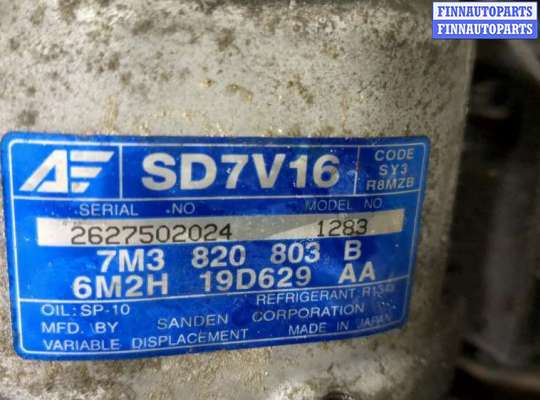 FINNAUTOPARTS
FINNAUTOPARTS
SD7V16
CODE
SY3
R8MZB
SERIAL NO MODEL NO
2627502024 1283
7M3 820 803 B
6M2H 19D629 AA
OIL: SP-10 REFRIGERANT R134
MFD. BY SANDEN CORPORATION
VARIABLE DISPLACEMENT MADE IN JAPAN